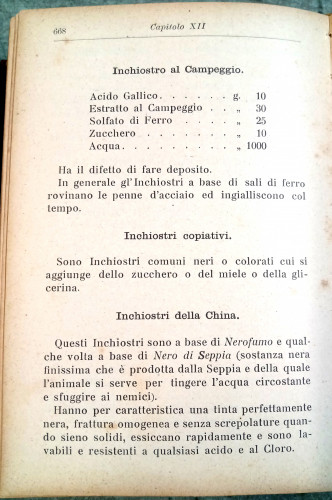 668 Capitolo XII
Inchiostro al Campeggio.
Acido Gallico . . . . . . g. 10
Estratto al Campeggio . . . „ 30
Solfato di Ferro . . . . . „ 25
Zucchero . . . . . . . „ 10
Acqua . . . . . . . . „ 1000
Ha il difetto di fare deposito.
In generale gl'Inchiostri a base di sali di ferro
rovinano le penne d'acciaio ed ingialliscono col
tempo.
Inchiostri copiativi.
Sono Inchiostri comuni neri o colorati cui si
aggiunge dello zucchero o del miele o della gli-
cerina.
Inchiostri della China.
Questi Inchiostri sono a base di Nerofumo e qual-
che volta a base di Nero di Seppia (sostanza nera
finissima che è prodotta dalla Seppia e della quale
l'animale si serve per tingere l'acqua circostante
e sfuggire ai nemici).
Hanno per caratteristica una tinta perfettamente
nera, frattura omogenea e senza screpolature quan-
do sieno solidi, essiccano rapidamente e sono la-
vabili e resistenti a qualsiasi acido e al Cloro.